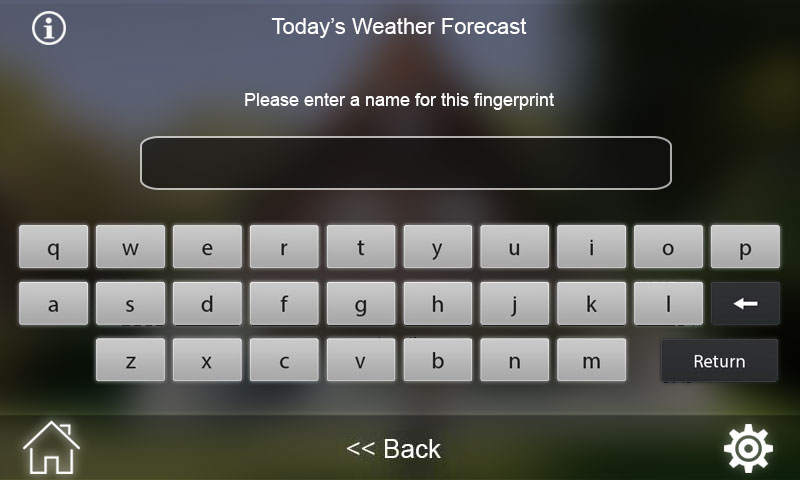 Today’s Weather Forecast
Please enter a name for this fingerprint
q w e r t y u i o p
a s d f g h j k l
z x c v b n m Return
<< Back